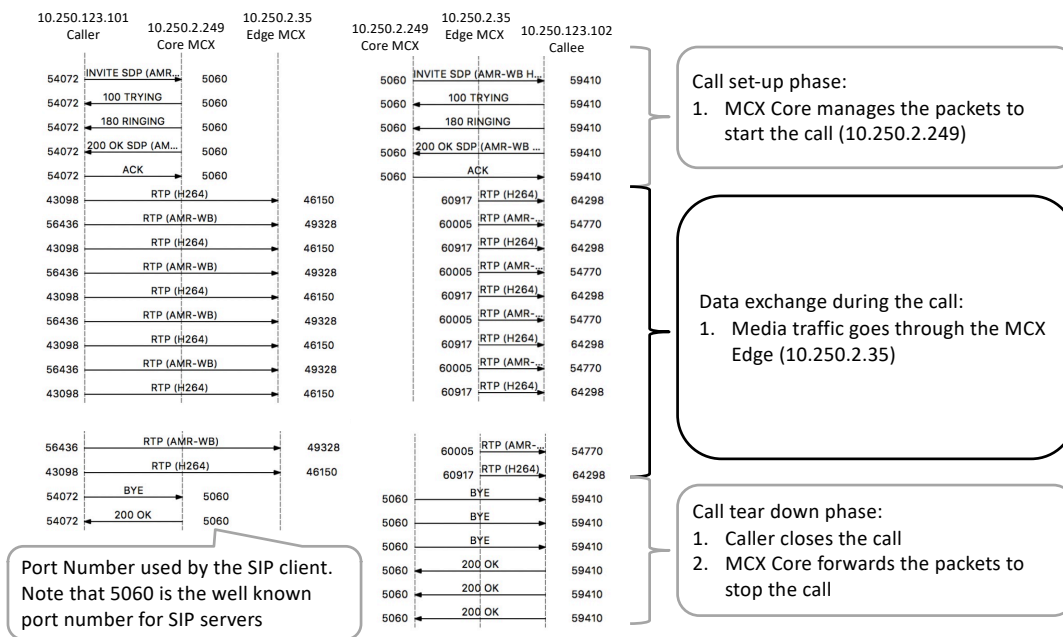 10.250.123.101
Caller
10.250.2.249
Core MCX
10.250.2.35
Edge MCX
54072 INVITE SDP (AMR... 5060
54072 100 TRYING 5060
54072 180 RINGING 5060
54072 200 OK SDP (AM... 5060
54072 ACK 5060
43098 RTP (H264) 46150
56436 RTP (AMR-WB) 49328
43098 RTP (H264) 46150
56436 RTP (AMR-WB) 49328
43098 RTP (H264) 46150
56436 RTP (AMR-WB) 49328
43098 RTP (H264) 46150
56436 RTP (AMR-WB) 49328
43098 RTP (H264) 46150
56436 RTP (AMR-WB) 49328
43098 RTP (H264) 46150
54072 BYE 5060
54072 200 OK 5060
Port Number used by the SIP client.
Note that 5060 is the well known
port number for SIP servers
10.250.2.249
Core MCX
10.250.2.35
Edge MCX
10.250.123.102
Callee
5060 INVITE SDP (AMR-WB H... 59410
5060 100 TRYING 59410
5060 180 RINGING 59410
5060 200 OK SDP (AMR-WB ... 59410
5060 ACK 59410
60917 RTP (H264) 64298
60005 RTP (AMR-... 54770
60917 RTP (H264) 64298
60005 RTP (AMR-... 54770
60917 RTP (H264) 64298
60005 RTP (AMR-... 54770
60917 RTP (H264) 64298
60005 RTP (AMR-... 54770
60917 RTP (H264) 64298
60005 RTP (AMR-... 54770
60917 RTP (H264) 64298
5060 BYE 59410
5060 BYE 59410
5060 BYE 59410
5060 200 OK 59410
5060 200 OK 59410
5060 200 OK 59410
Call set-up phase:
1. MCX Core manages the packets to
start the call (10.250.2.249)
Data exchange during the call:
1. Media traffic goes through the MCX
Edge (10.250.2.35)
Call tear down phase:
1. Caller closes the call
2. MCX Core forwards the packets to
stop the call